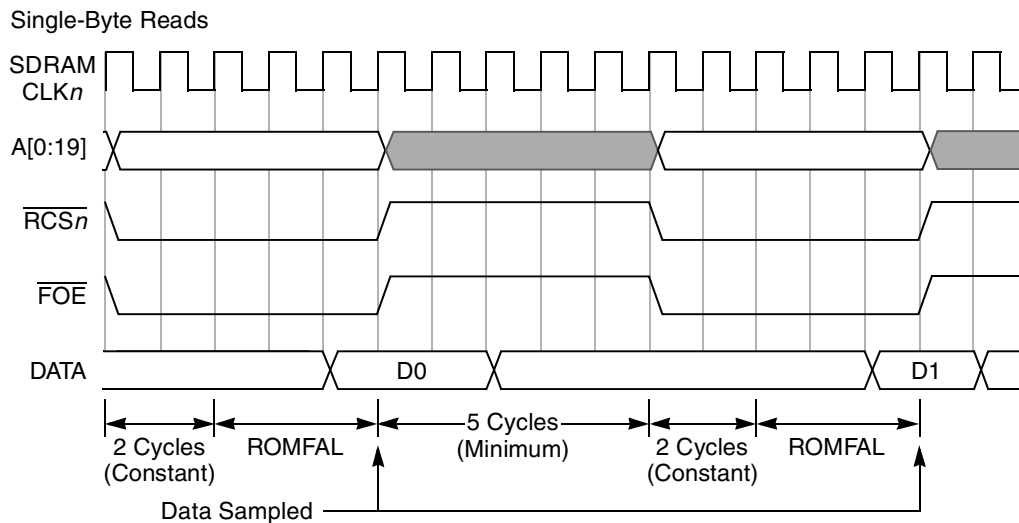 Single-Byte Reads
SDRAM
CLKn
A[0:19]
RCSn
FOE
DATA
D0
D1
2 Cycles
(Constant)
ROMFAL
5 Cycles
(Minimum)
2 Cycles
(Constant)
ROMFAL
Data Sampled